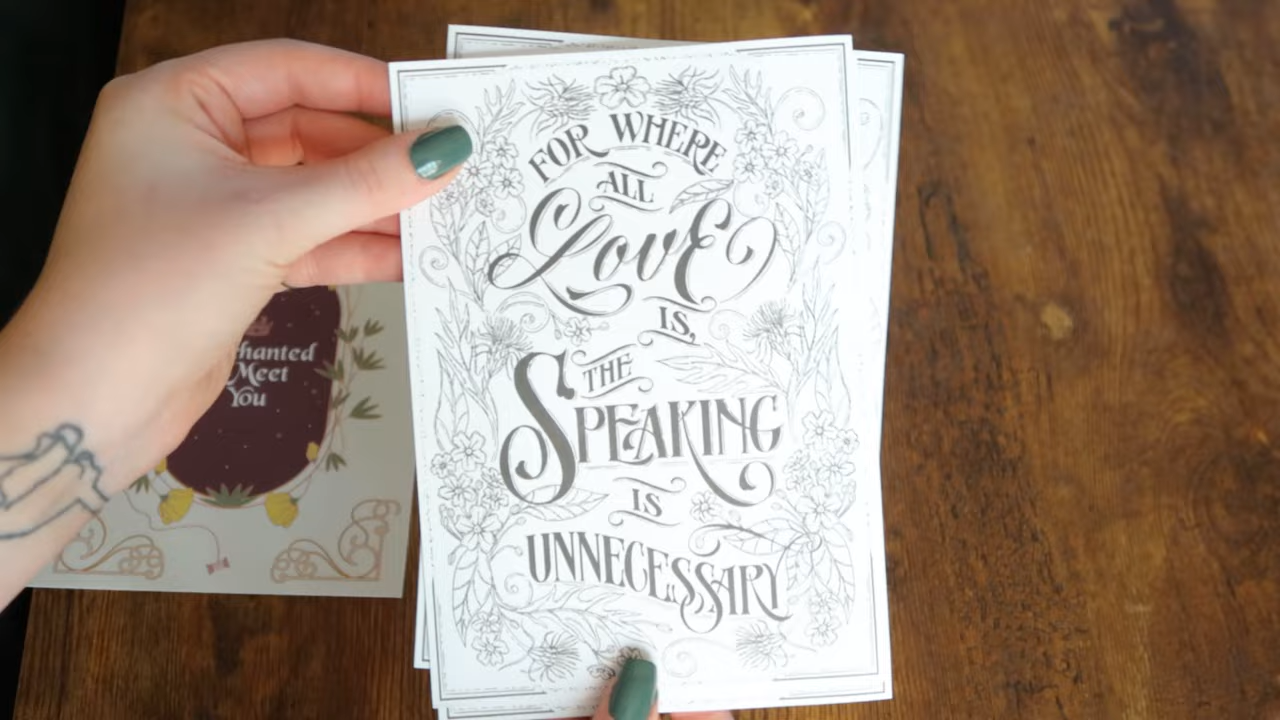 FOR WHERE
ALL
LOVE
IS,
THE
SPEAKING
IS
UNNECESSARY
Meet
You